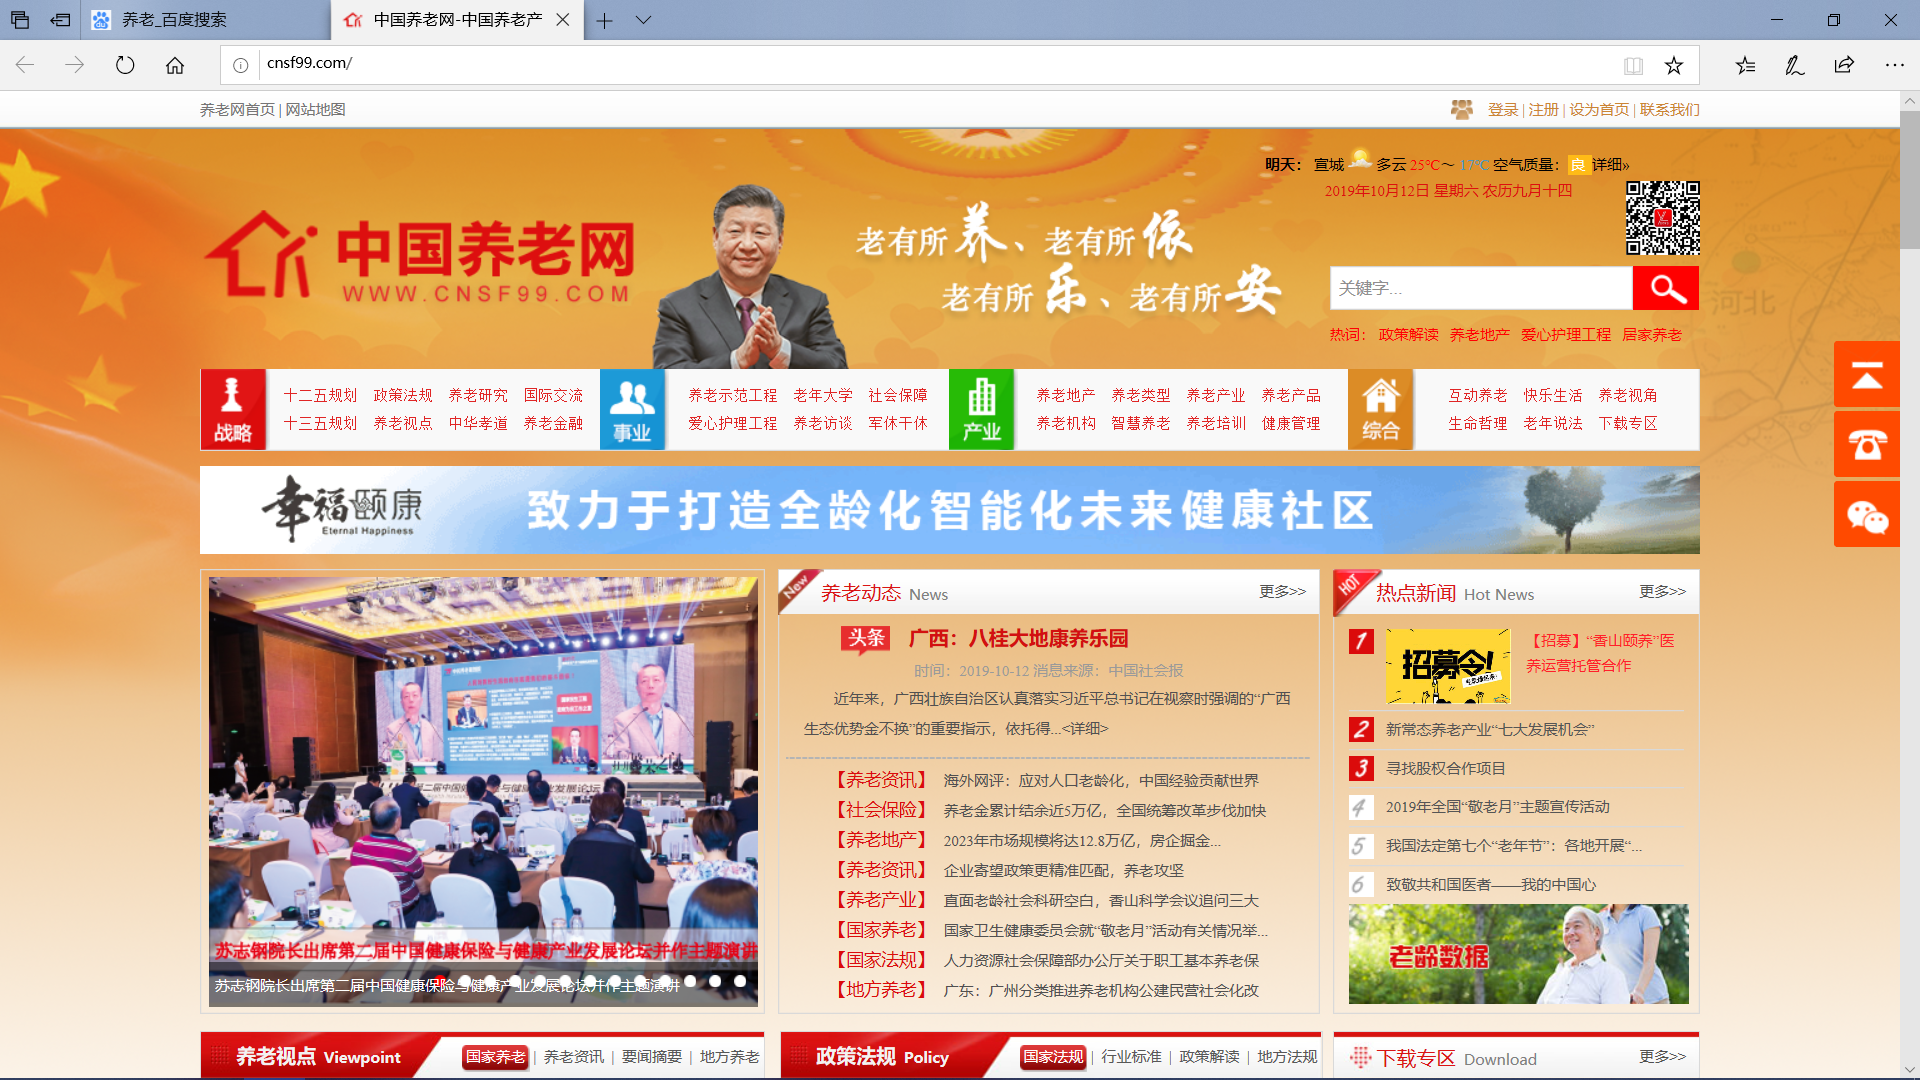 养老_百度搜索
中国养老网-中国养老产
cnsf99.com/
养老网首页 | 网站地图
登录 | 注册 | 设为首页 | 联系我们
明天： 宣城 多云 25℃～ 17℃ 空气质量： 良 详细»
2019年10月12日 星期六 农历九月十四
中国养老网
WWW.CNSF99.COM
老有所养、老有所依
老有所乐、老有所安
关键字...
热词： 政策解读 养老地产 爱心护理工程 居家养老
河北
战略
十二五规划 政策法规 养老研究 国际交流
十三五规划 养老视点 中华孝道 养老金融
事业
养老示范工程 老年大学 社会保障
爱心护理工程 养老访谈 军休干休
产业
养老地产 养老类型 养老产业 养老产品
养老机构 智慧养老 养老培训 健康管理
综合
互动养老 快乐生活 养老视角
生命哲理 老年说法 下载专区
幸福颐康
Eternal Happiness
致力于打造全龄化智能化未来健康社区
苏志钢院长出席第二届中国健康保险与健康产业发展论坛并作主题演讲
苏志钢院长出席第二届中国健康保险与健康产业发展论坛并作主题演讲
New
养老动态 News
更多>>
头条 广西：八桂大地康养乐园
时间：2019-10-12 消息来源：中国社会报
近年来，广西壮族自治区认真落实习近平总书记在视察时强调的“广西
生态优势金不换”的重要指示，依托得...<详细>
【养老资讯】 海外网评：应对人口老龄化，中国经验贡献世界
【社会保险】 养老金累计结余近5万亿，全国统筹改革步伐加快
【养老地产】 2023年市场规模将达12.8万亿，房企掘金...
【养老资讯】 企业寄望政策更精准匹配，养老攻坚
【养老产业】 直面老龄社会科研空白，香山科学会议追问三大
【国家养老】 国家卫生健康委员会就“敬老月”活动有关情况举...
【国家法规】 人力资源社会保障部办公厅关于职工基本养老保
【地方养老】 广东：广州分类推进养老机构公建民营社会化改
HOT
热点新闻 Hot News
更多>>
1
招募令!
【招募】“香山颐养”医
养运营托管合作
2 新常态养老产业“七大发展机会”
3 寻找股权合作项目
4 2019年全国“敬老月”主题宣传活动
5 我国法定第七个“老年节”：各地开展“...
6 致敬共和国医者——我的中国心
老龄数据
养老视点 Viewpoint
国家养老 | 养老资讯 | 要闻摘要 | 地方养老
政策法规 Policy
国家法规 | 行业标准 | 政策解读 | 地方法规
下载专区 Download
更多>>